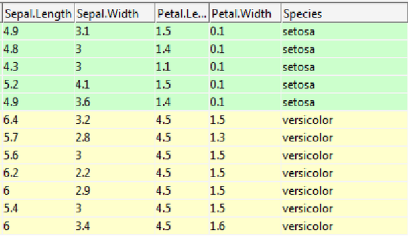 Sepal.Length Sepal.Width Petal.Le... Petal.Width Species
4.9 3.1 1.5 0.1 setosa
4.8 3 1.4 0.1 setosa
4.3 3 1.1 0.1 setosa
5.2 4.1 1.5 0.1 setosa
4.9 3.6 1.4 0.1 setosa
6.4 3.2 4.5 1.5 versicolor
5.7 2.8 4.5 1.3 versicolor
5.6 3 4.5 1.5 versicolor
6.2 2.2 4.5 1.5 versicolor
6 2.9 4.5 1.5 versicolor
5.4 3 4.5 1.5 versicolor
6 3.4 4.5 1.6 versicolor